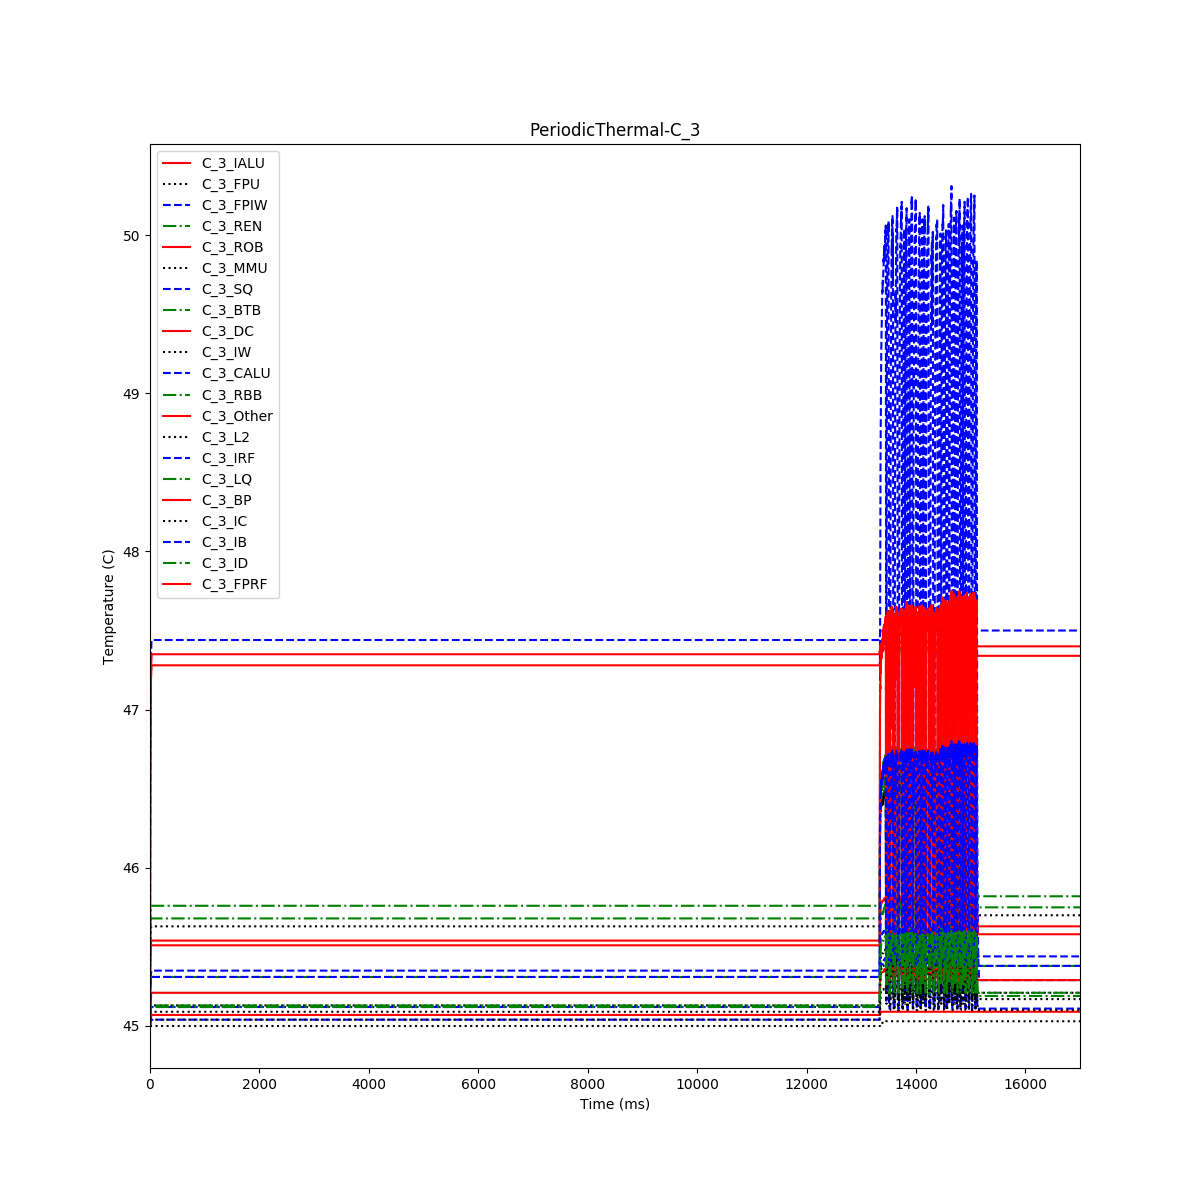 PeriodicThermal-C_3
C_3_IALU
C_3_FPU
C_3_FPIW
C_3_REN
C_3_ROB
C_3_MMU
C_3_SQ
C_3_BTB
C_3_DC
C_3_IW
C_3_CALU
C_3_RBB
C_3_Other
C_3_L2
C_3_IRF
C_3_LQ
C_3_BP
C_3_IC
C_3_IB
C_3_ID
C_3_FPRF
50
49
48
47
46
45
Temperature (C)
0 2000 4000 6000 8000 10000 12000 14000 16000
Time (ms)